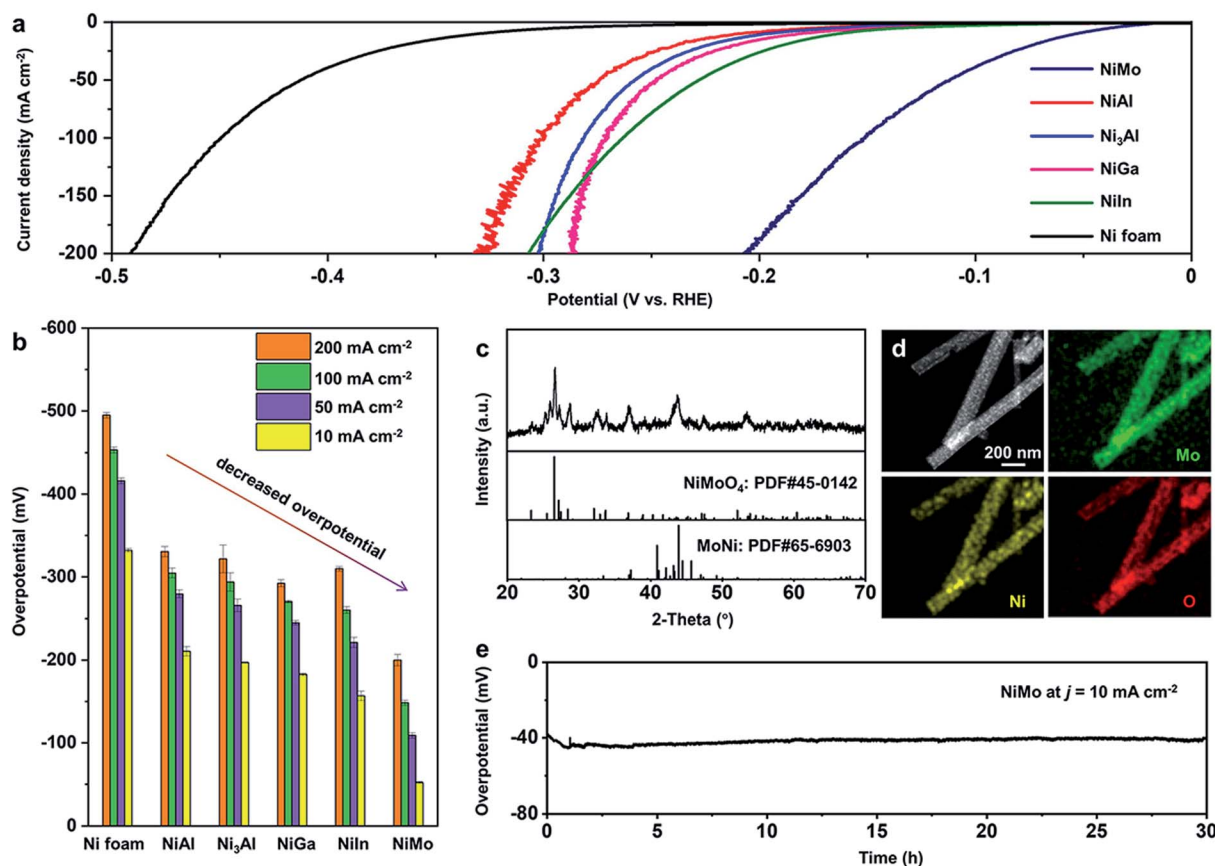 a
0
-50
-100
-150
-200
Current density (mA cm⁻²)
-0.5
-0.4
-0.3
-0.2
-0.1
0
Potential (V vs. RHE)
NiMo
NiAl
Ni₃Al
NiGa
NiIn
Ni foam
b
-600
-500
-400
-300
-200
-100
0
Overpotential (mV)
200 mA cm⁻²
100 mA cm⁻²
50 mA cm⁻²
10 mA cm⁻²
decreased overpotential
Ni foam
NiAl
Ni₃Al
NiGa
NiIn
NiMo
c
Intensity (a.u.)
NiMoO₄: PDF#45-0142
MoNi: PDF#65-6903
20
30
40
50
60
70
2-Theta (°)
d
200 nm
Mo
Ni
O
e
0
-40
-80
Overpotential (mV)
NiMo at j = 10 mA cm⁻²
0
5
10
15
20
25
30
Time (h)